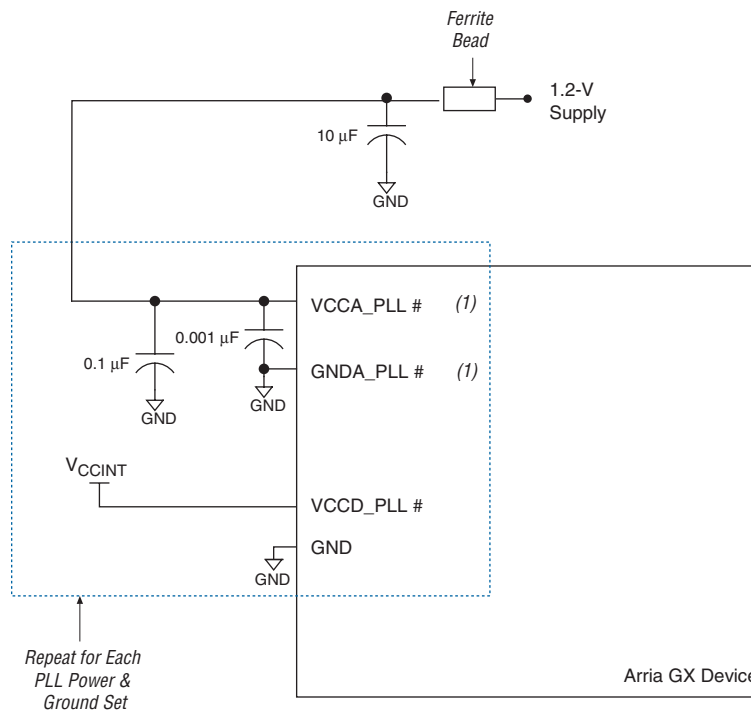 Ferrite
Bead
1.2-V
Supply
10 μF
GND
VCCA_PLL # (1)
0.001 μF
0.1 μF
GNDA_PLL # (1)
GND
GND
VCCINT
VCCD_PLL #
GND
GND
Repeat for Each
PLL Power &
Ground Set
Arria GX Device